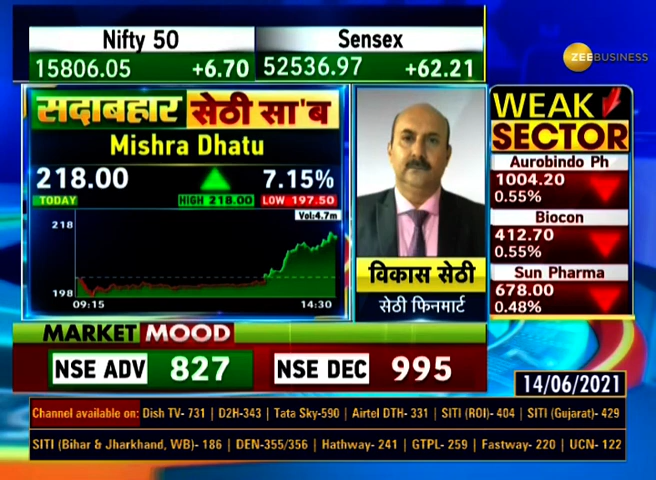 Nifty 50
15806.05 +6.70
Sensex
52536.97 +62.21
ZEEBUSINESS
सदाबहार सेठी सा'ब
Mishra Dhatu
218.00 7.15%
TODAY HIGH 218.00 LOW 197.50
Vol:4.7m
218
198
09:15 14:30
विकास सेठी
सेठी फिनमार्ट
WEAK
SECTOR
Aurobindo Ph
1004.20
0.55%
Biocon
412.70
0.55%
Sun Pharma
678.00
0.48%
MARKET MOOD
NSE ADV 827 NSE DEC 995
14/06/2021
Channel available on: Dish TV- 731 | D2H-343 | Tata Sky-590 | Airtel DTH- 331 | SITI (ROI)- 404 | SITI (Gujarat)- 429
SITI (Bihar & Jharkhand, WB)- 186 | DEN-355/356 | Hathway- 241 | GTPL- 259 | Fastway- 220 | UCN- 122